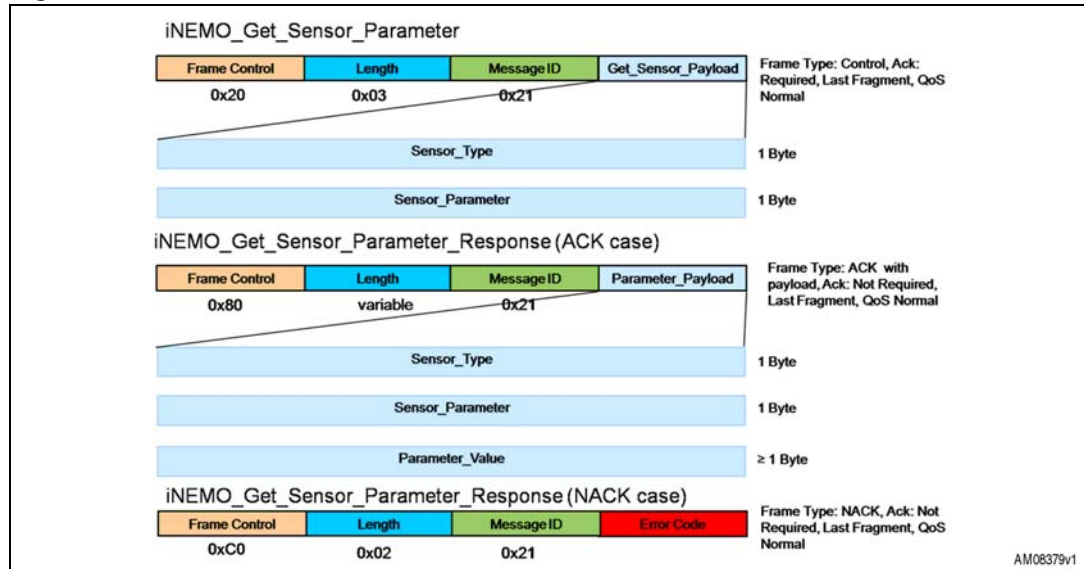 iNEMO_Get_Sensor_Parameter
Frame Control Length Message ID Get_Sensor_Payload
0x20 0x03 0x21
Frame Type: Control, Ack:
Required, Last Fragment, QoS
Normal
Sensor_Type 1 Byte
Sensor_Parameter 1 Byte
iNEMO_Get_Sensor_Parameter_Response (ACK case)
Frame Control Length Message ID Parameter_Payload
0x80 variable 0x21
Frame Type: ACK with
payload, Ack: Not Required,
Last Fragment, QoS Normal
Sensor_Type 1 Byte
Sensor_Parameter 1 Byte
Parameter_Value ≥ 1 Byte
iNEMO_Get_Sensor_Parameter_Response (NACK case)
Frame Control Length Message ID Error Code
0xC0 0x02 0x21
Frame Type: NACK, Ack: Not
Required, Last Fragment, QoS
Normal
AM08379v1